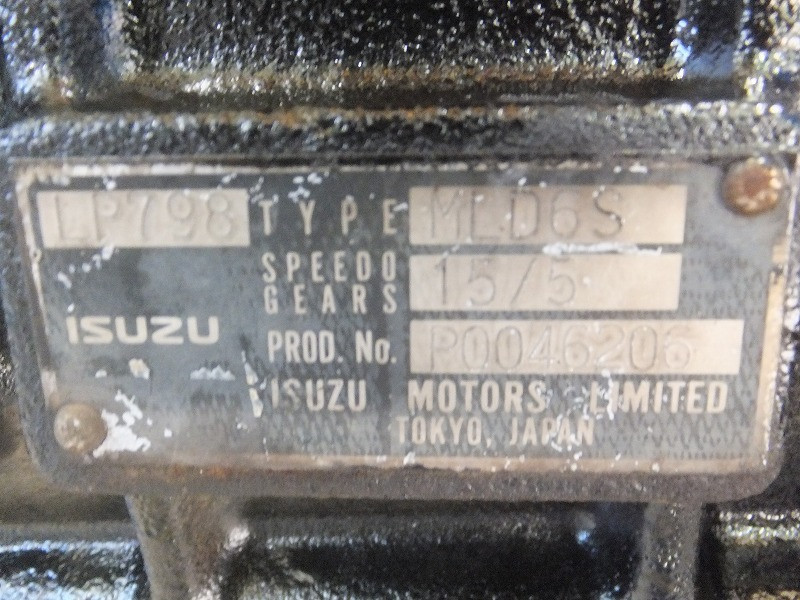 LP798 TYPE MLD6S
SPEEDO GEARS 15/5
ISUZU
PROD. No. P0046206
ISUZU MOTORS LIMITED
TOKYO, JAPAN